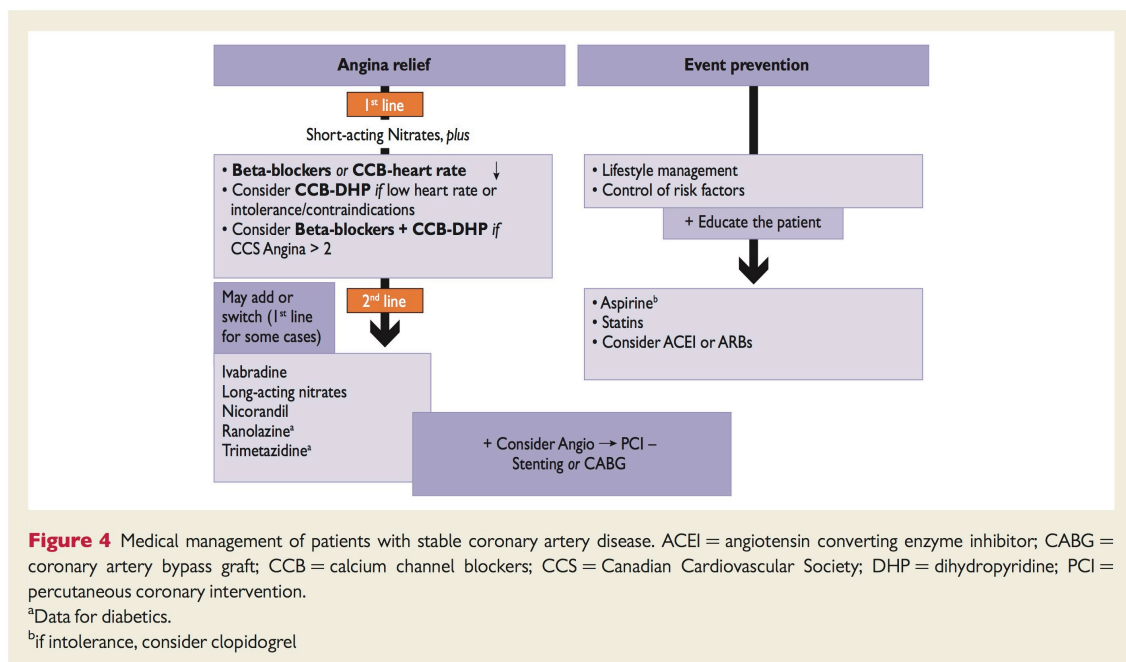 Angina relief
1st line
Short-acting Nitrates, plus
• Beta-blockers or CCB-heart rate ↓
• Consider CCB-DHP if low heart rate or
intolerance/contraindications
• Consider Beta-blockers + CCB-DHP if
CCS Angina > 2
May add or
switch (1st line
for some cases)
2nd line
Ivabradine
Long-acting nitrates
Nicorandil
Ranolazineᵃ
Trimetazidineᵃ
+ Consider Angio → PCI –
Stenting or CABG
Event prevention
• Lifestyle management
• Control of risk factors
+ Educate the patient
• Aspirineᵇ
• Statins
• Consider ACEI or ARBs
Figure 4 Medical management of patients with stable coronary artery disease. ACEI = angiotensin converting enzyme inhibitor; CABG =
coronary artery bypass graft; CCB = calcium channel blockers; CCS = Canadian Cardiovascular Society; DHP = dihydropyridine; PCI =
percutaneous coronary intervention.
ᵃData for diabetics.
ᵇif intolerance, consider clopidogrel